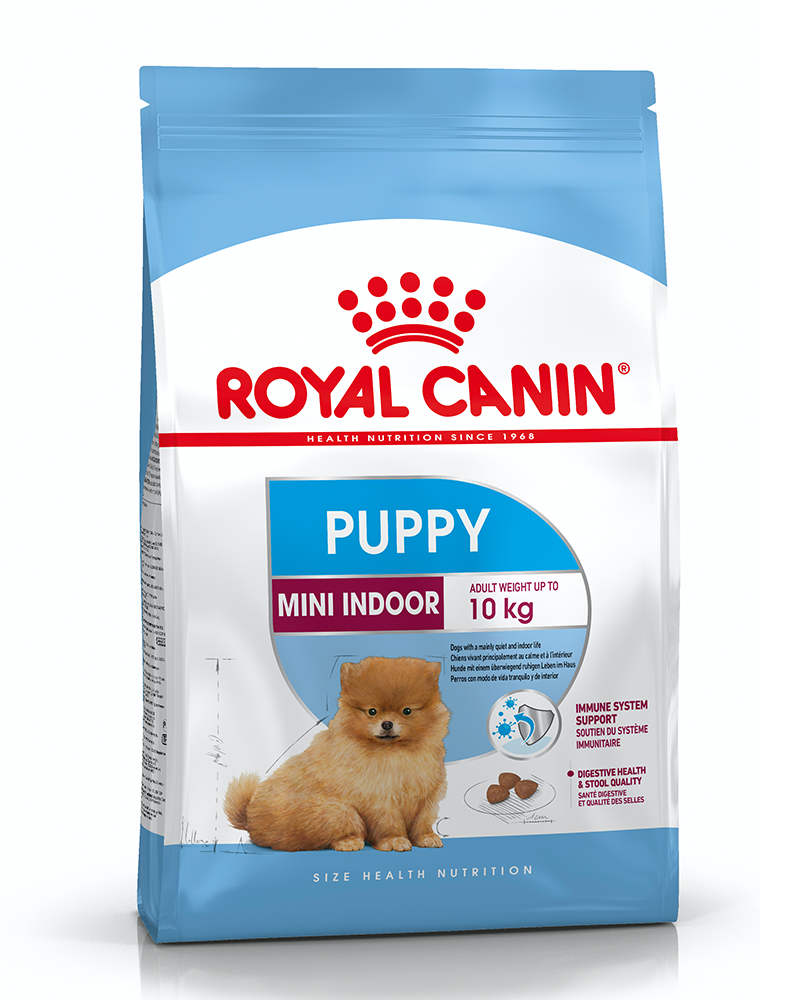 ROYAL CANIN®
HEALTH NUTRITION SINCE 1968
PUPPY
MINI INDOOR
ADULT WEIGHT UP TO
10 kg
Dogs with a mainly quiet and indoor life
Chiens vivant principalement au calme et à l'intérieur
Hunde mit einem überwiegend ruhigen Leben im Haus
Perros con modo de vida tranquilo y de interior
IMMUNE SYSTEM
SUPPORT
SOUTIEN DU SYSTÈME
IMMUNITAIRE
DIGESTIVE HEALTH
& STOOL QUALITY
SANTÉ DIGESTIVE
ET QUALITÉ DES SELLES
1cm
SIZE HEALTH NUTRITION